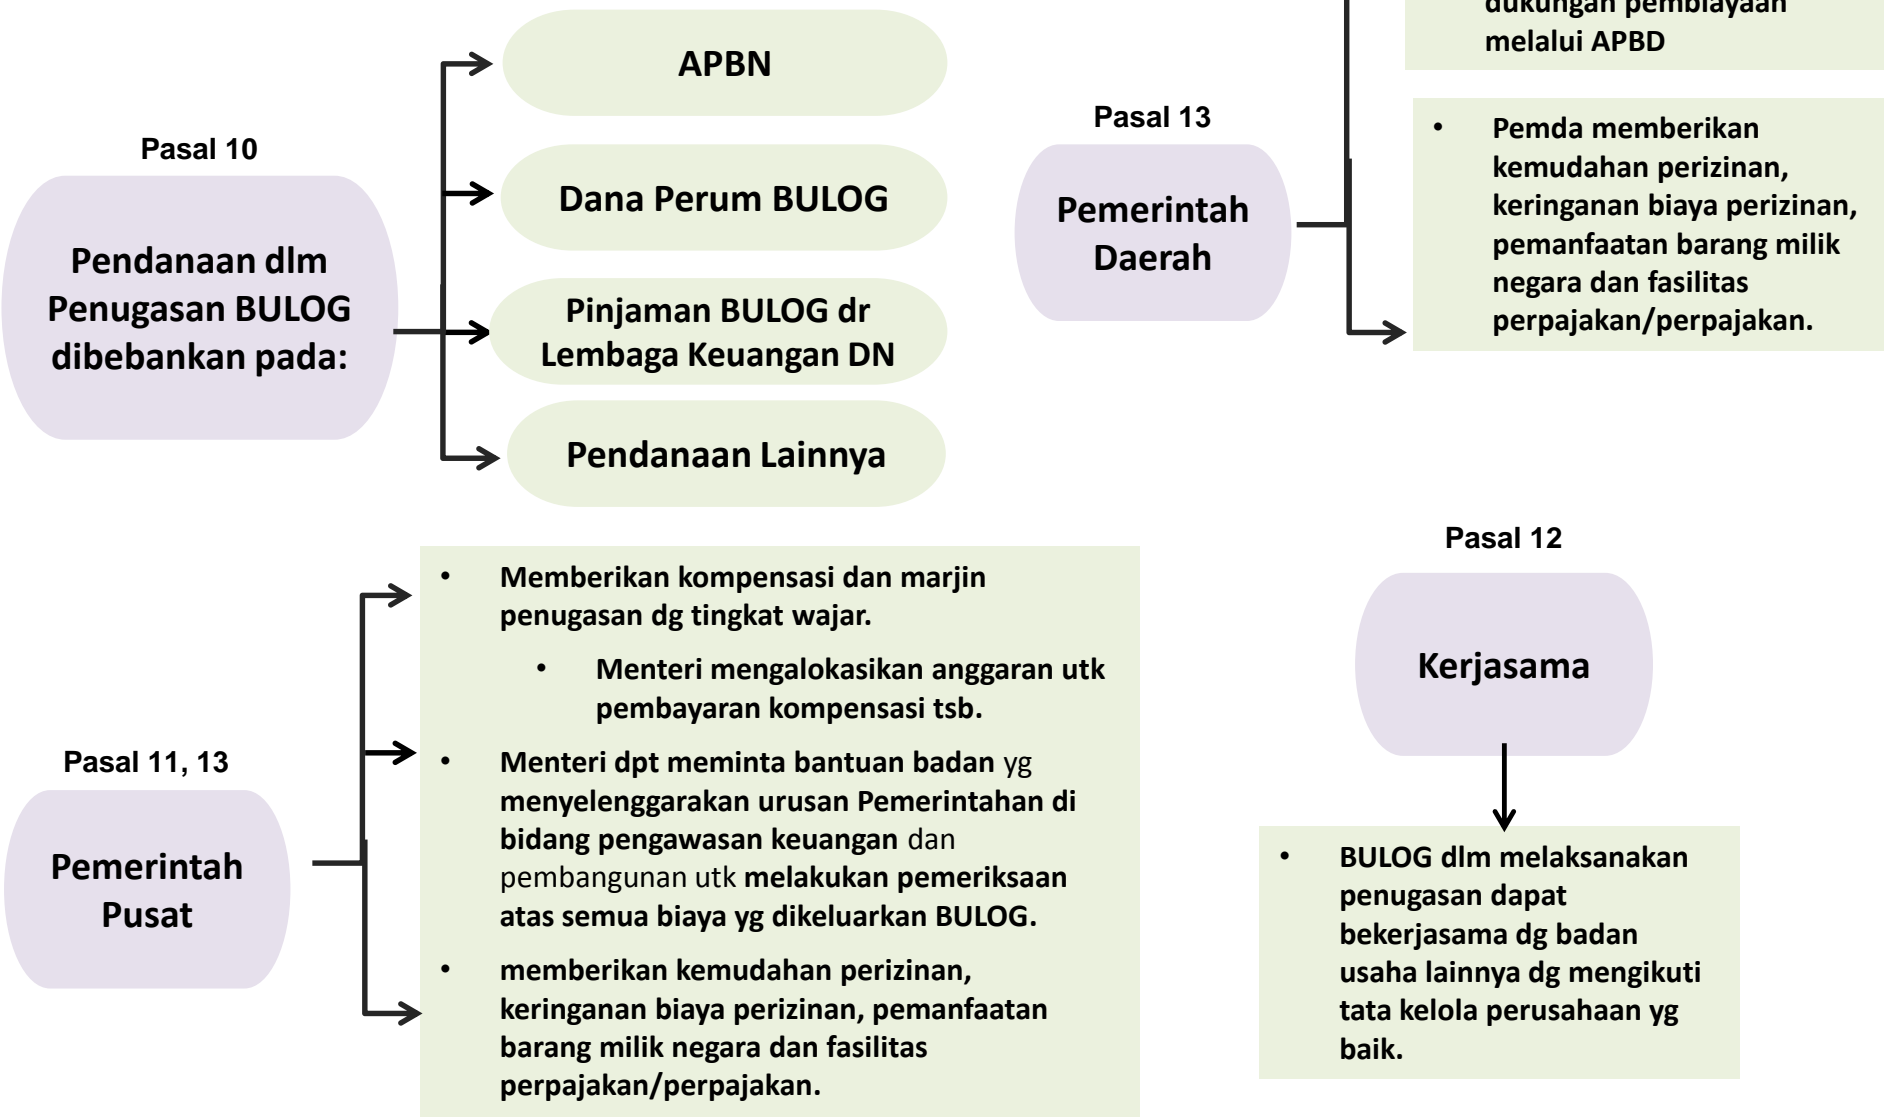 Pasal 10
Pendanaan dlm
Penugasan BULOG
dibebankan pada:
APBN
Dana Perum BULOG
Pinjaman BULOG dr
Lembaga Keuangan DN
Pendanaan Lainnya
Pasal 13
Pemerintah
Daerah
dukungan pembiayaan
melalui APBD
• Pemda memberikan
kemudahan perizinan,
keringanan biaya perizinan,
pemanfaatan barang milik
negara dan fasilitas
perpajakan/perpajakan.
Pasal 11, 13
Pemerintah
Pusat
• Memberikan kompensasi dan marjin
penugasan dg tingkat wajar.
• Menteri mengalokasikan anggaran utk
pembayaran kompensasi tsb.
• Menteri dpt meminta bantuan badan yg
menyelenggarakan urusan Pemerintahan di
bidang pengawasan keuangan dan
pembangunan utk melakukan pemeriksaan
atas semua biaya yg dikeluarkan BULOG.
• memberikan kemudahan perizinan,
keringanan biaya perizinan, pemanfaatan
barang milik negara dan fasilitas
perpajakan/perpajakan.
Pasal 12
Kerjasama
• BULOG dlm melaksanakan
penugasan dapat
bekerjasama dg badan
usaha lainnya dg mengikuti
tata kelola perusahaan yg
baik.